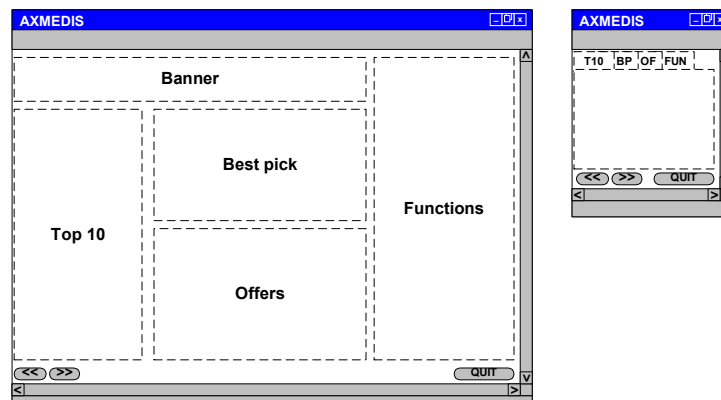 AXMEDIS
Banner
Best pick
Functions
Top 10
Offers
<< >> QUIT
< >
AXMEDIS
T10 BP OF FUN
<< >> QUIT
< >